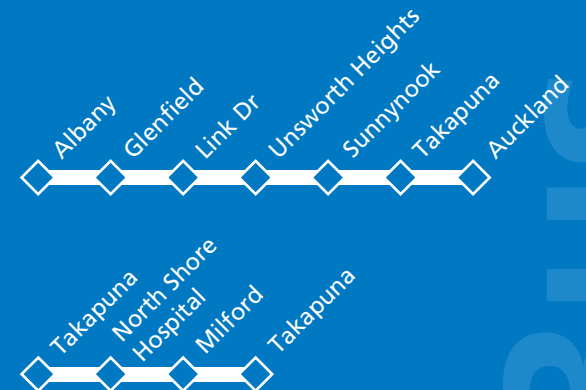 Albany
Glenfield
Link Dr
Unsworth Heights
Sunnynook
Takapuna
Auckland
Takapuna
North Shore
Hospital
Milford
Takapuna